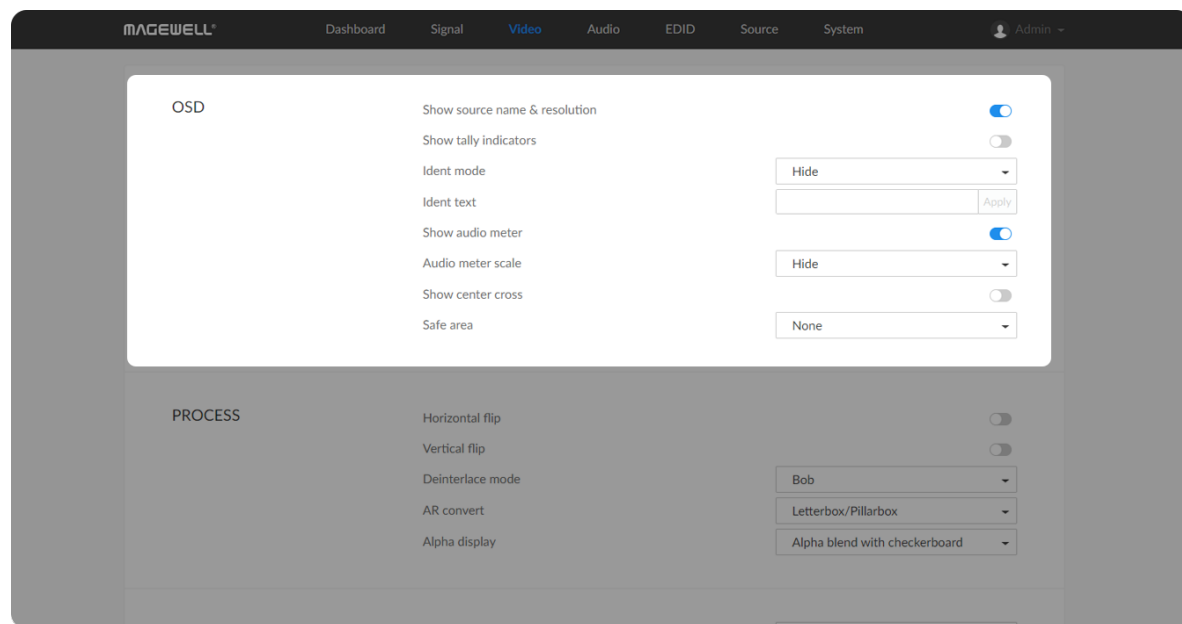 MAGEWELL® Dashboard Signal Video Audio EDID Source System Admin
OSD Show source name & resolution
Show tally indicators
Ident mode Hide
Ident text Apply
Show audio meter
Audio meter scale Hide
Show center cross
Safe area None
PROCESS Horizontal flip
Vertical flip
Deinterlace mode Bob
AR convert Letterbox/Pillarbox
Alpha display Alpha blend with checkerboard